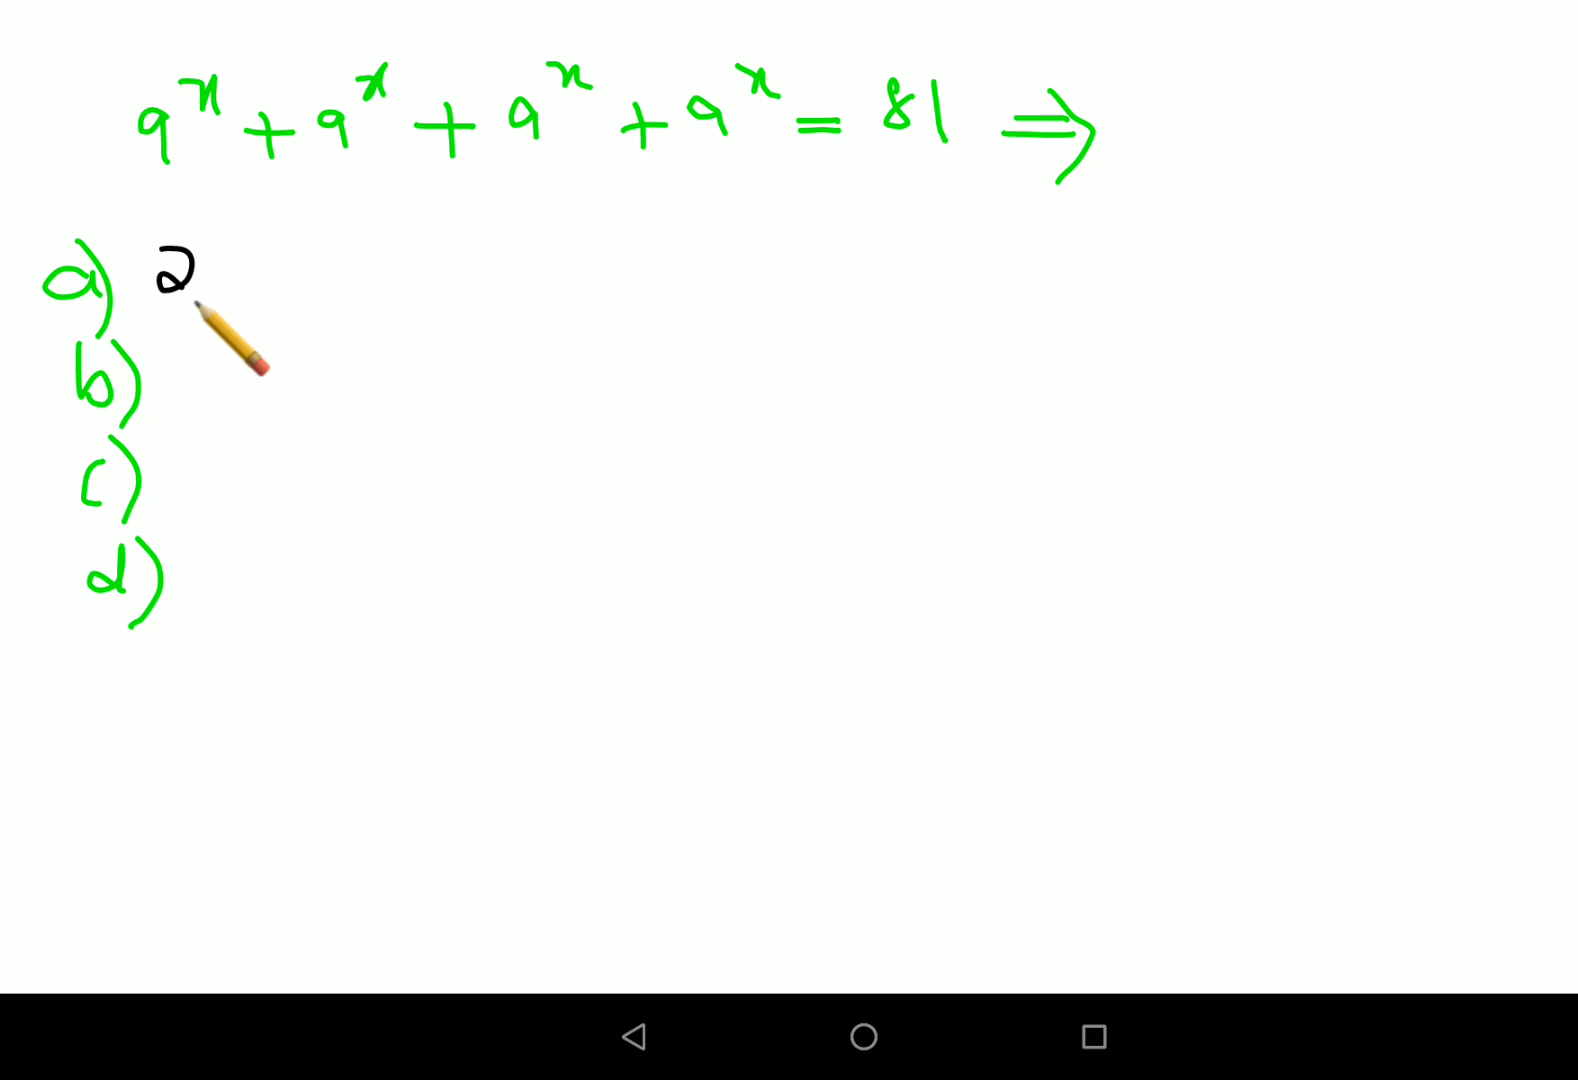 9^x + 9^x + 9^x + 9^x = 81 ⇒
a) 2
b)
c)
d)